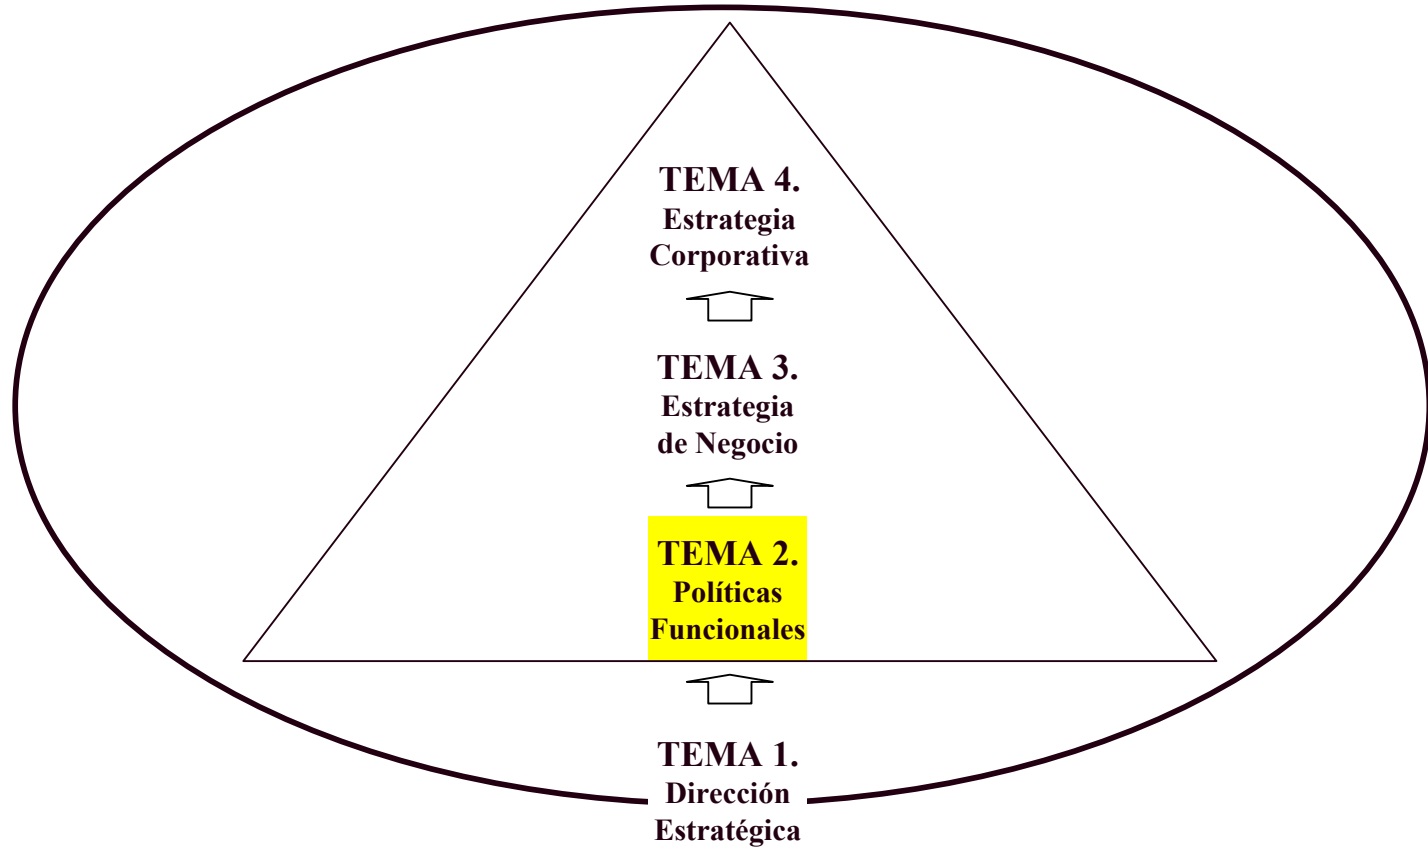 TEMA 4.
Estrategia
Corporativa
TEMA 3.
Estrategia
de Negocio
TEMA 2.
Políticas
Funcionales
TEMA 1.
Dirección
Estratégica